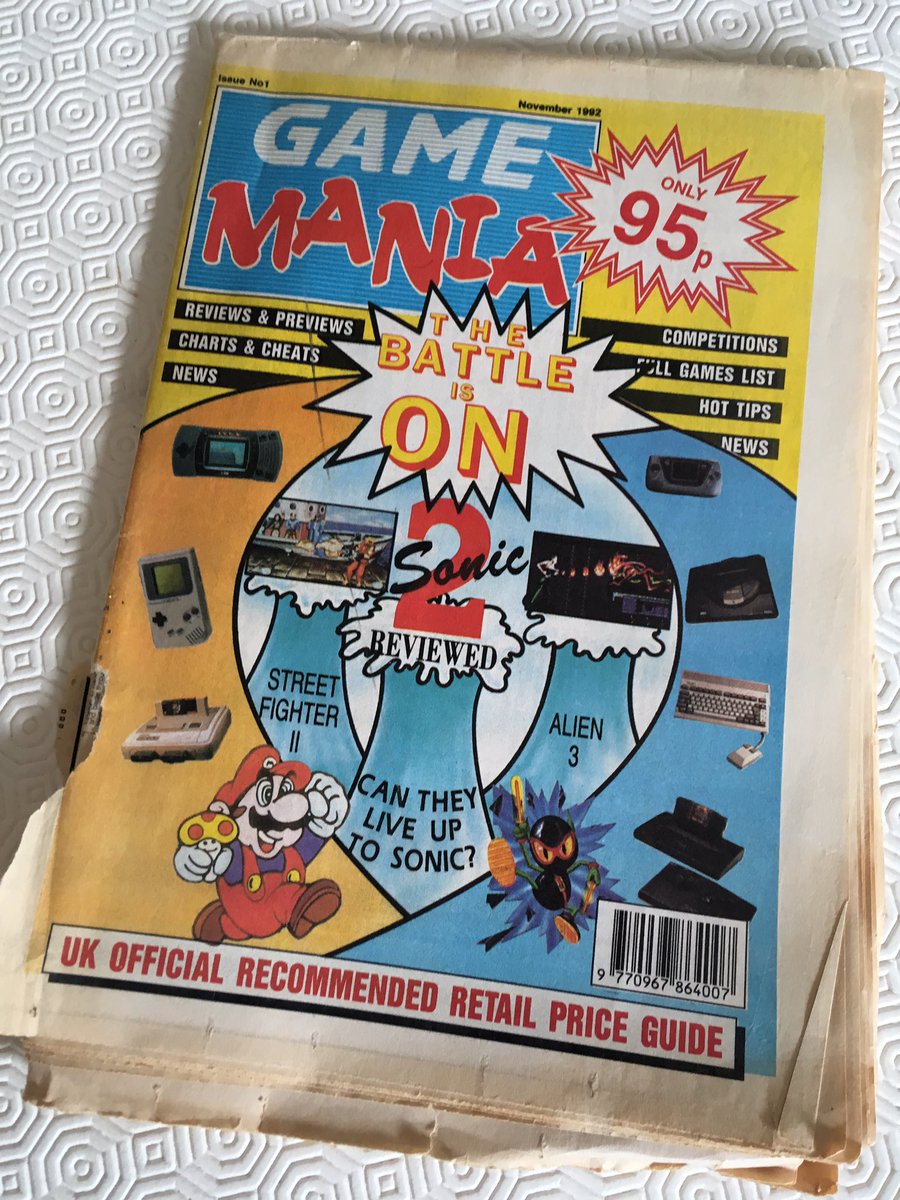 Issue No1
November 1992
GAME
MANIA
ONLY
95p
REVIEWS & PREVIEWS
CHARTS & CHEATS
NEWS
THE
BATTLE
IS
ON
COMPETITIONS
FULL GAMES LIST
HOT TIPS
NEWS
2
Sonic
REVIEWED
STREET
FIGHTER
II
ALIEN
3
CAN THEY
LIVE UP
TO SONIC?
9 770967 864007
UK OFFICIAL RECOMMENDED RETAIL PRICE GUIDE